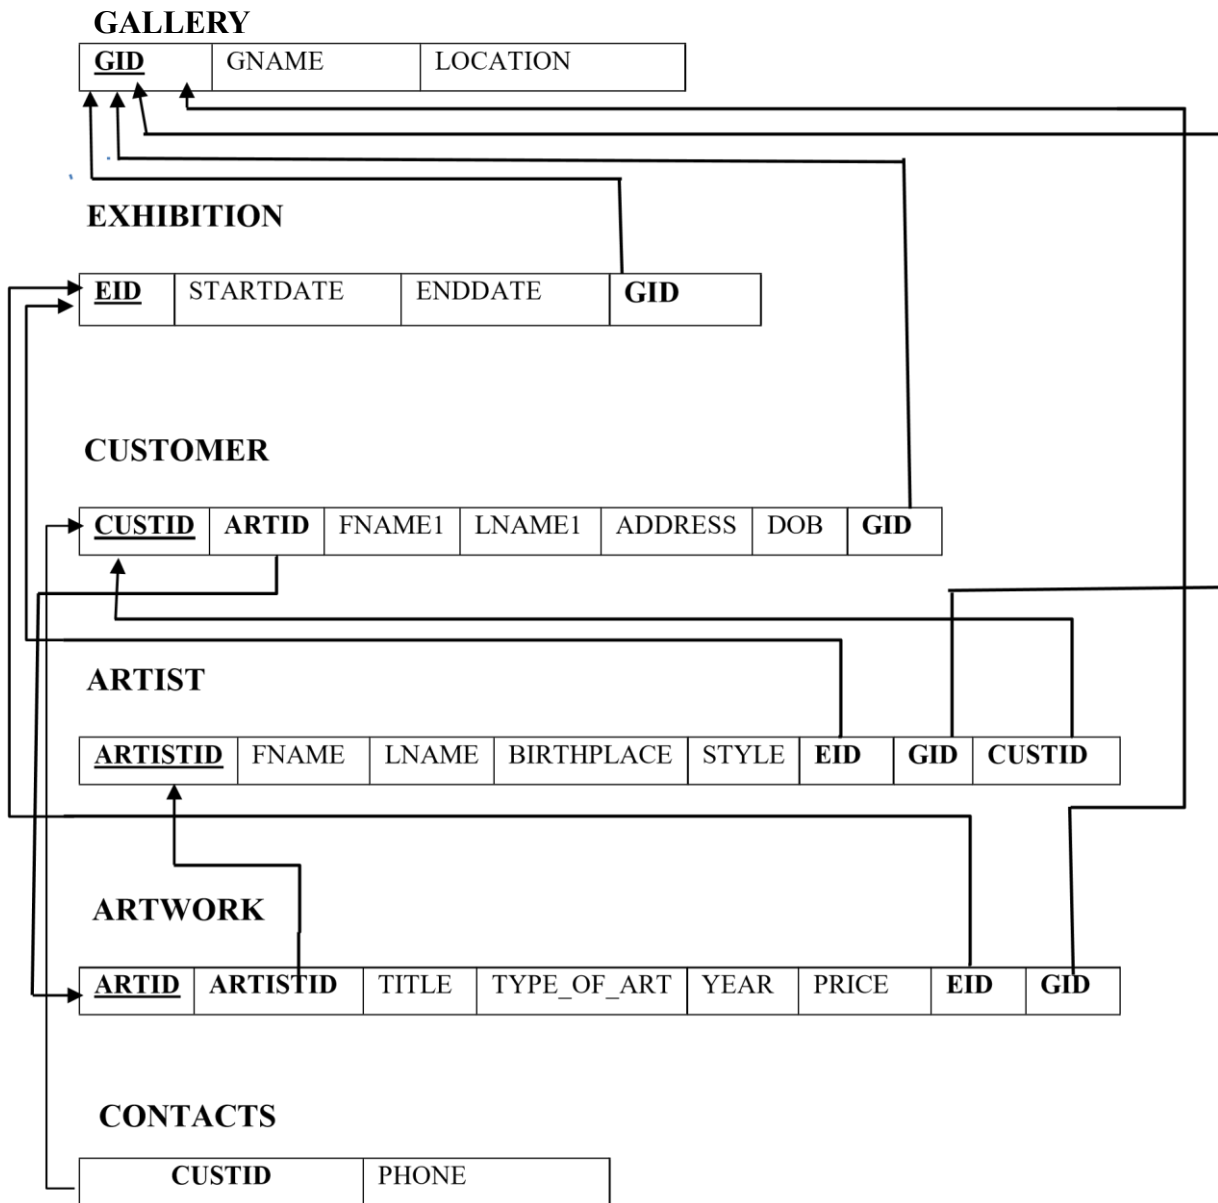 GALLERY
GID GNAME LOCATION
EXHIBITION
EID STARTDATE ENDDATE GID
CUSTOMER
CUSTID ARTID FNAME1 LNAME1 ADDRESS DOB GID
ARTIST
ARTISTID FNAME LNAME BIRTHPLACE STYLE EID GID CUSTID
ARTWORK
ARTID ARTISTID TITLE TYPE_OF_ART YEAR PRICE EID GID
CONTACTS
CUSTID PHONE